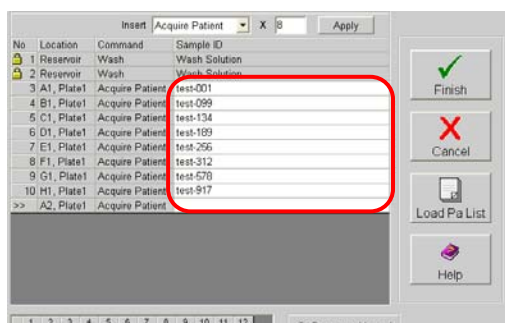 Insert Acquire Patient X 8 Apply
No Location Command Sample ID
1 Reservoir Wash Wash Solution
2 Reservoir Wash Wash Solution
3 A1, Plate1 Acquire Patient test-001
4 B1, Plate1 Acquire Patient test-099
5 C1, Plate1 Acquire Patient test-134
6 D1, Plate1 Acquire Patient test-189
7 E1, Plate1 Acquire Patient test-256
8 F1, Plate1 Acquire Patient test-312
9 G1, Plate1 Acquire Patient test-578
10 H1, Plate1 Acquire Patient test-917
>> A2, Plate1 Acquire Patient
Finish
Cancel
Load Pa List
Help
1 2 3 4 5 6 7 8 9 10 11 12